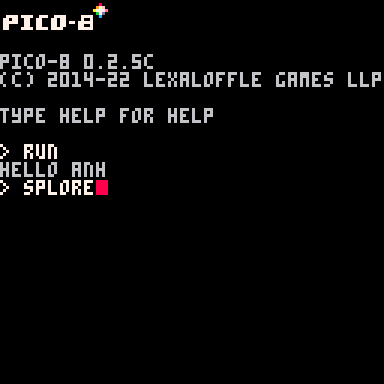 PICO-8
PICO-8 0.2.5C
(C) 2014-22 LEXALOFFLE GAMES LLP
TYPE HELP FOR HELP
> RUN
HELLO ANH
> SPLORE